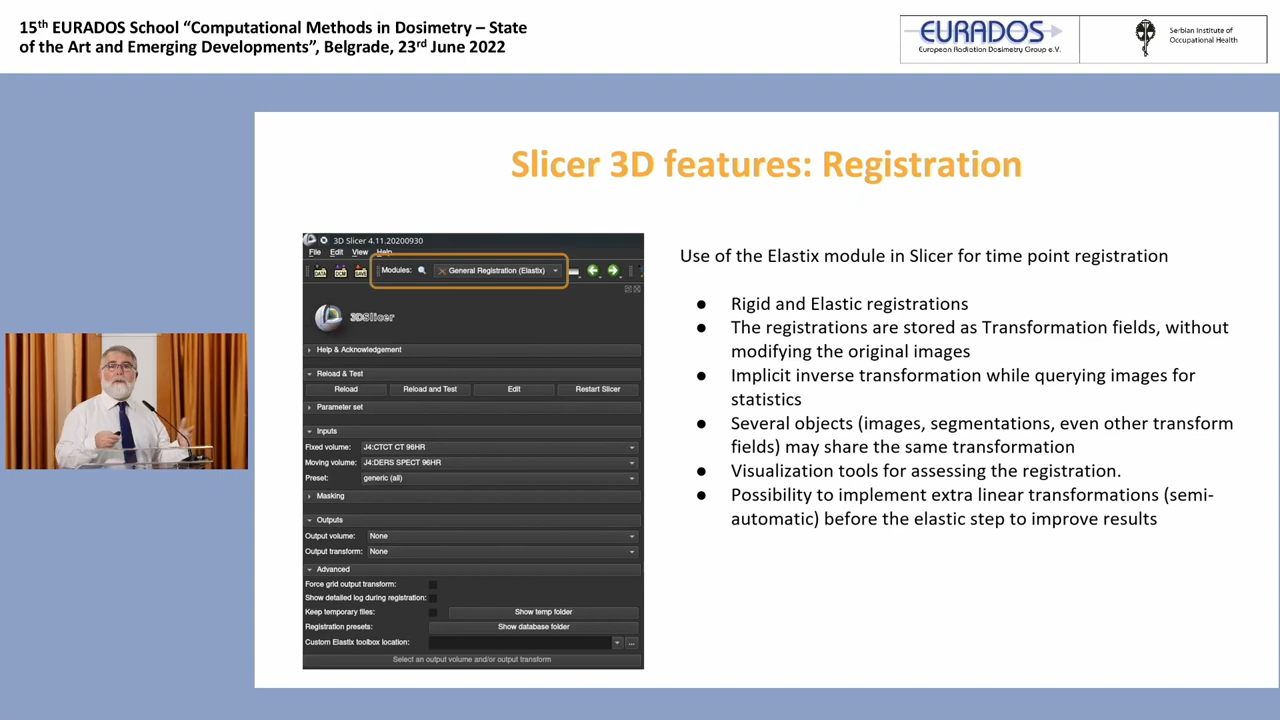 15th EURADOS School “Computational Methods in Dosimetry – State
of the Art and Emerging Developments”, Belgrade, 23rd June 2022
EURADOS
European Radiation Dosimetry Group e.V.
Serbian Institute of
Occupational Health
Slicer 3D features: Registration
3D Slicer 4.11.20200930
File Edit View Help
DATA DCM SAVE Modules: General Registration (Elastix)
3DSlicer
Help & Acknowledgement
Reload & Test
Reload Reload and Test Edit Restart Slicer
Parameter set
Inputs
Fixed volume: J4:CTCT CT 96HR
Moving volume: J4:DERS SPECT 96HR
Preset: generic (all)
Masking
Outputs
Output volume: None
Output transform: None
Advanced
Force grid output transform:
Show detailed log during registration:
Keep temporary files: Show temp folder
Registration presets: Show database folder
Custom Elastix toolbox location: ...
Select an output volume and/or output transform
Use of the Elastix module in Slicer for time point registration
● Rigid and Elastic registrations
● The registrations are stored as Transformation fields, without
modifying the original images
● Implicit inverse transformation while querying images for
statistics
● Several objects (images, segmentations, even other transform
fields) may share the same transformation
● Visualization tools for assessing the registration.
● Possibility to implement extra linear transformations (semi-
automatic) before the elastic step to improve results